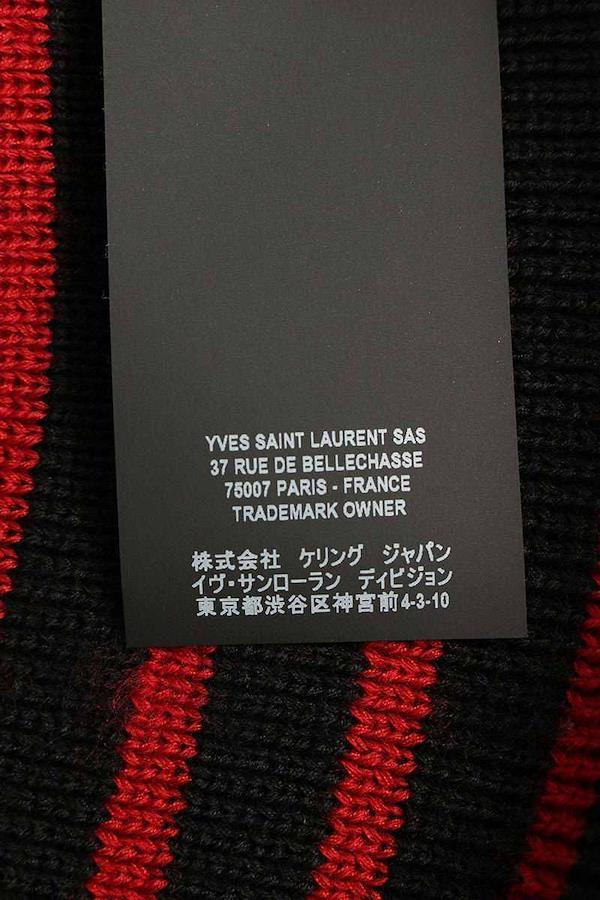 YVES SAINT LAURENT SAS
37 RUE DE BELLECHASSE
75007 PARIS - FRANCE
TRADEMARK OWNER
株式会社 ケリング ジャパン
イヴ・サンローラン ディビジョン
東京都渋谷区神宮前4-3-10